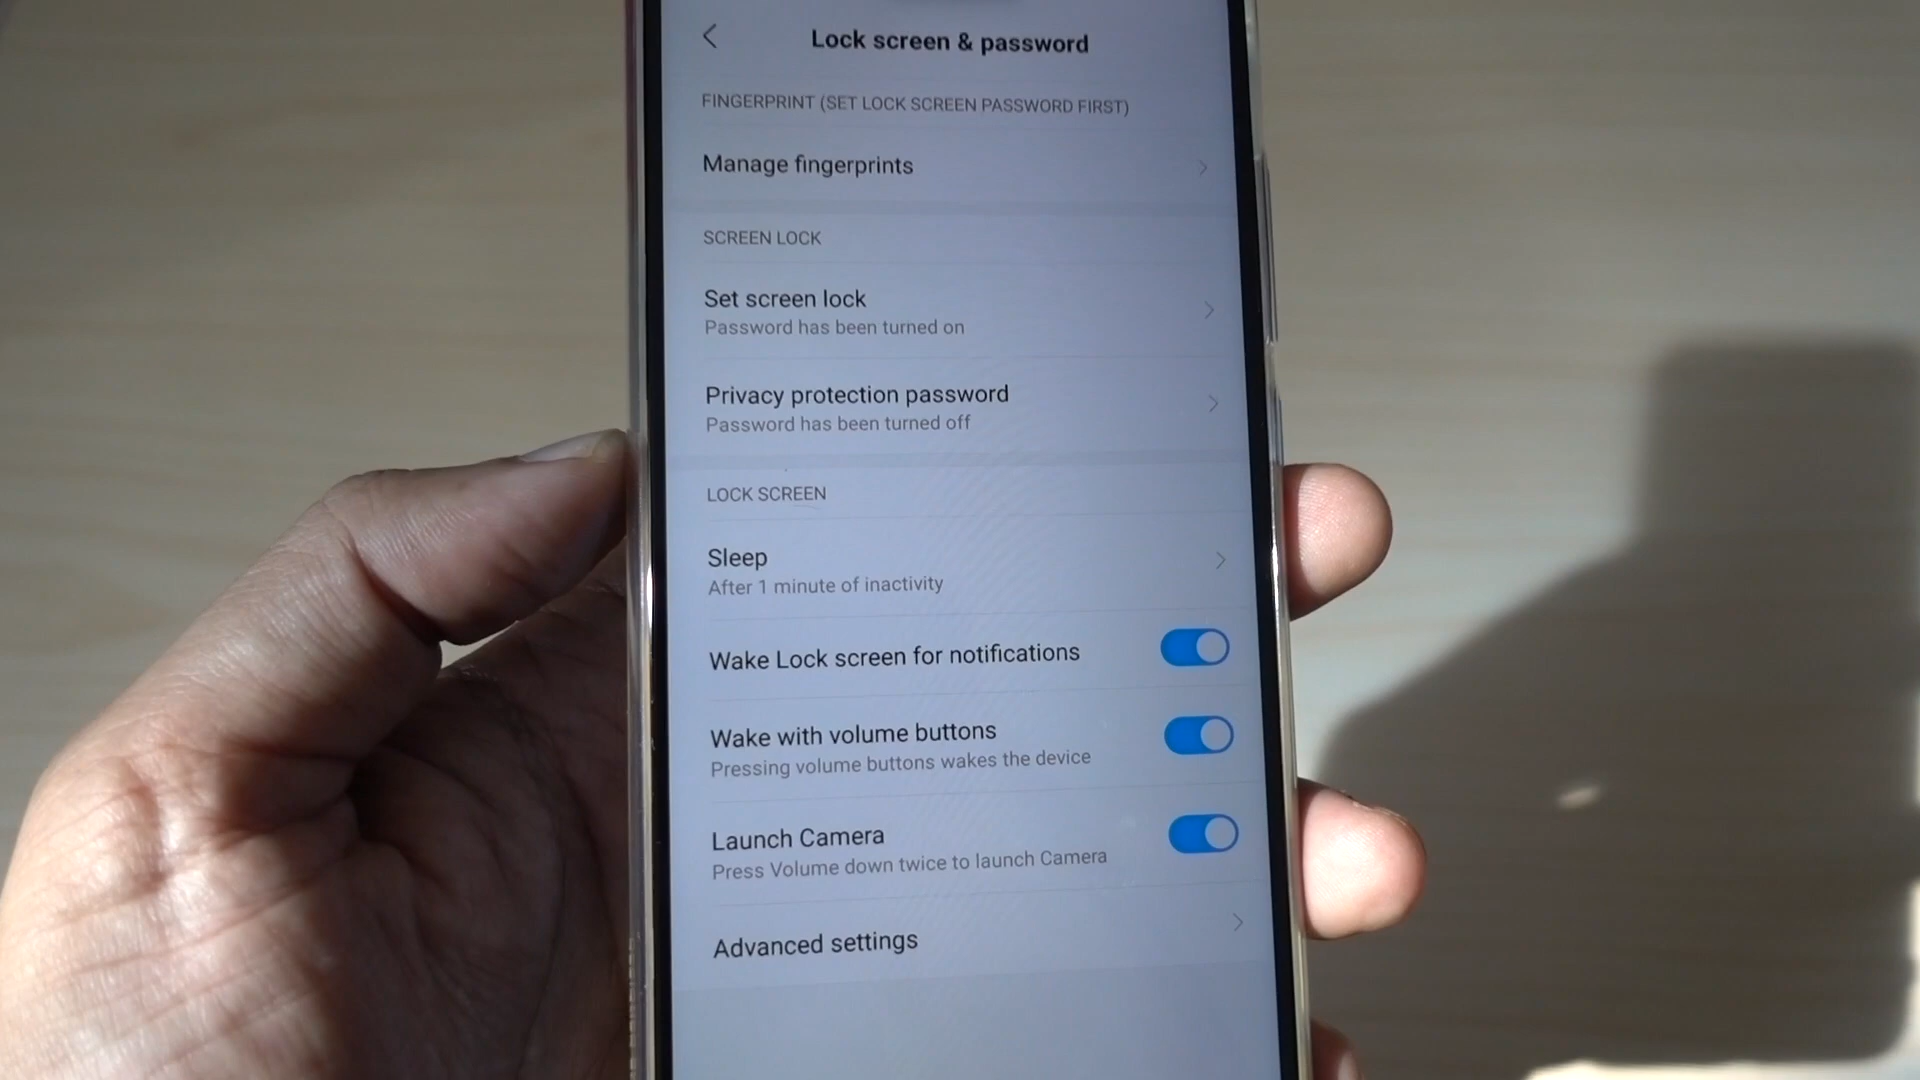 Lock screen & password
FINGERPRINT (SET LOCK SCREEN PASSWORD FIRST)
Manage fingerprints
SCREEN LOCK
Set screen lock
Password has been turned on
Privacy protection password
Password has been turned off
LOCK SCREEN
Sleep
After 1 minute of inactivity
Wake Lock screen for notifications
Wake with volume buttons
Pressing volume buttons wakes the device
Launch Camera
Press Volume down twice to launch Camera
Advanced settings